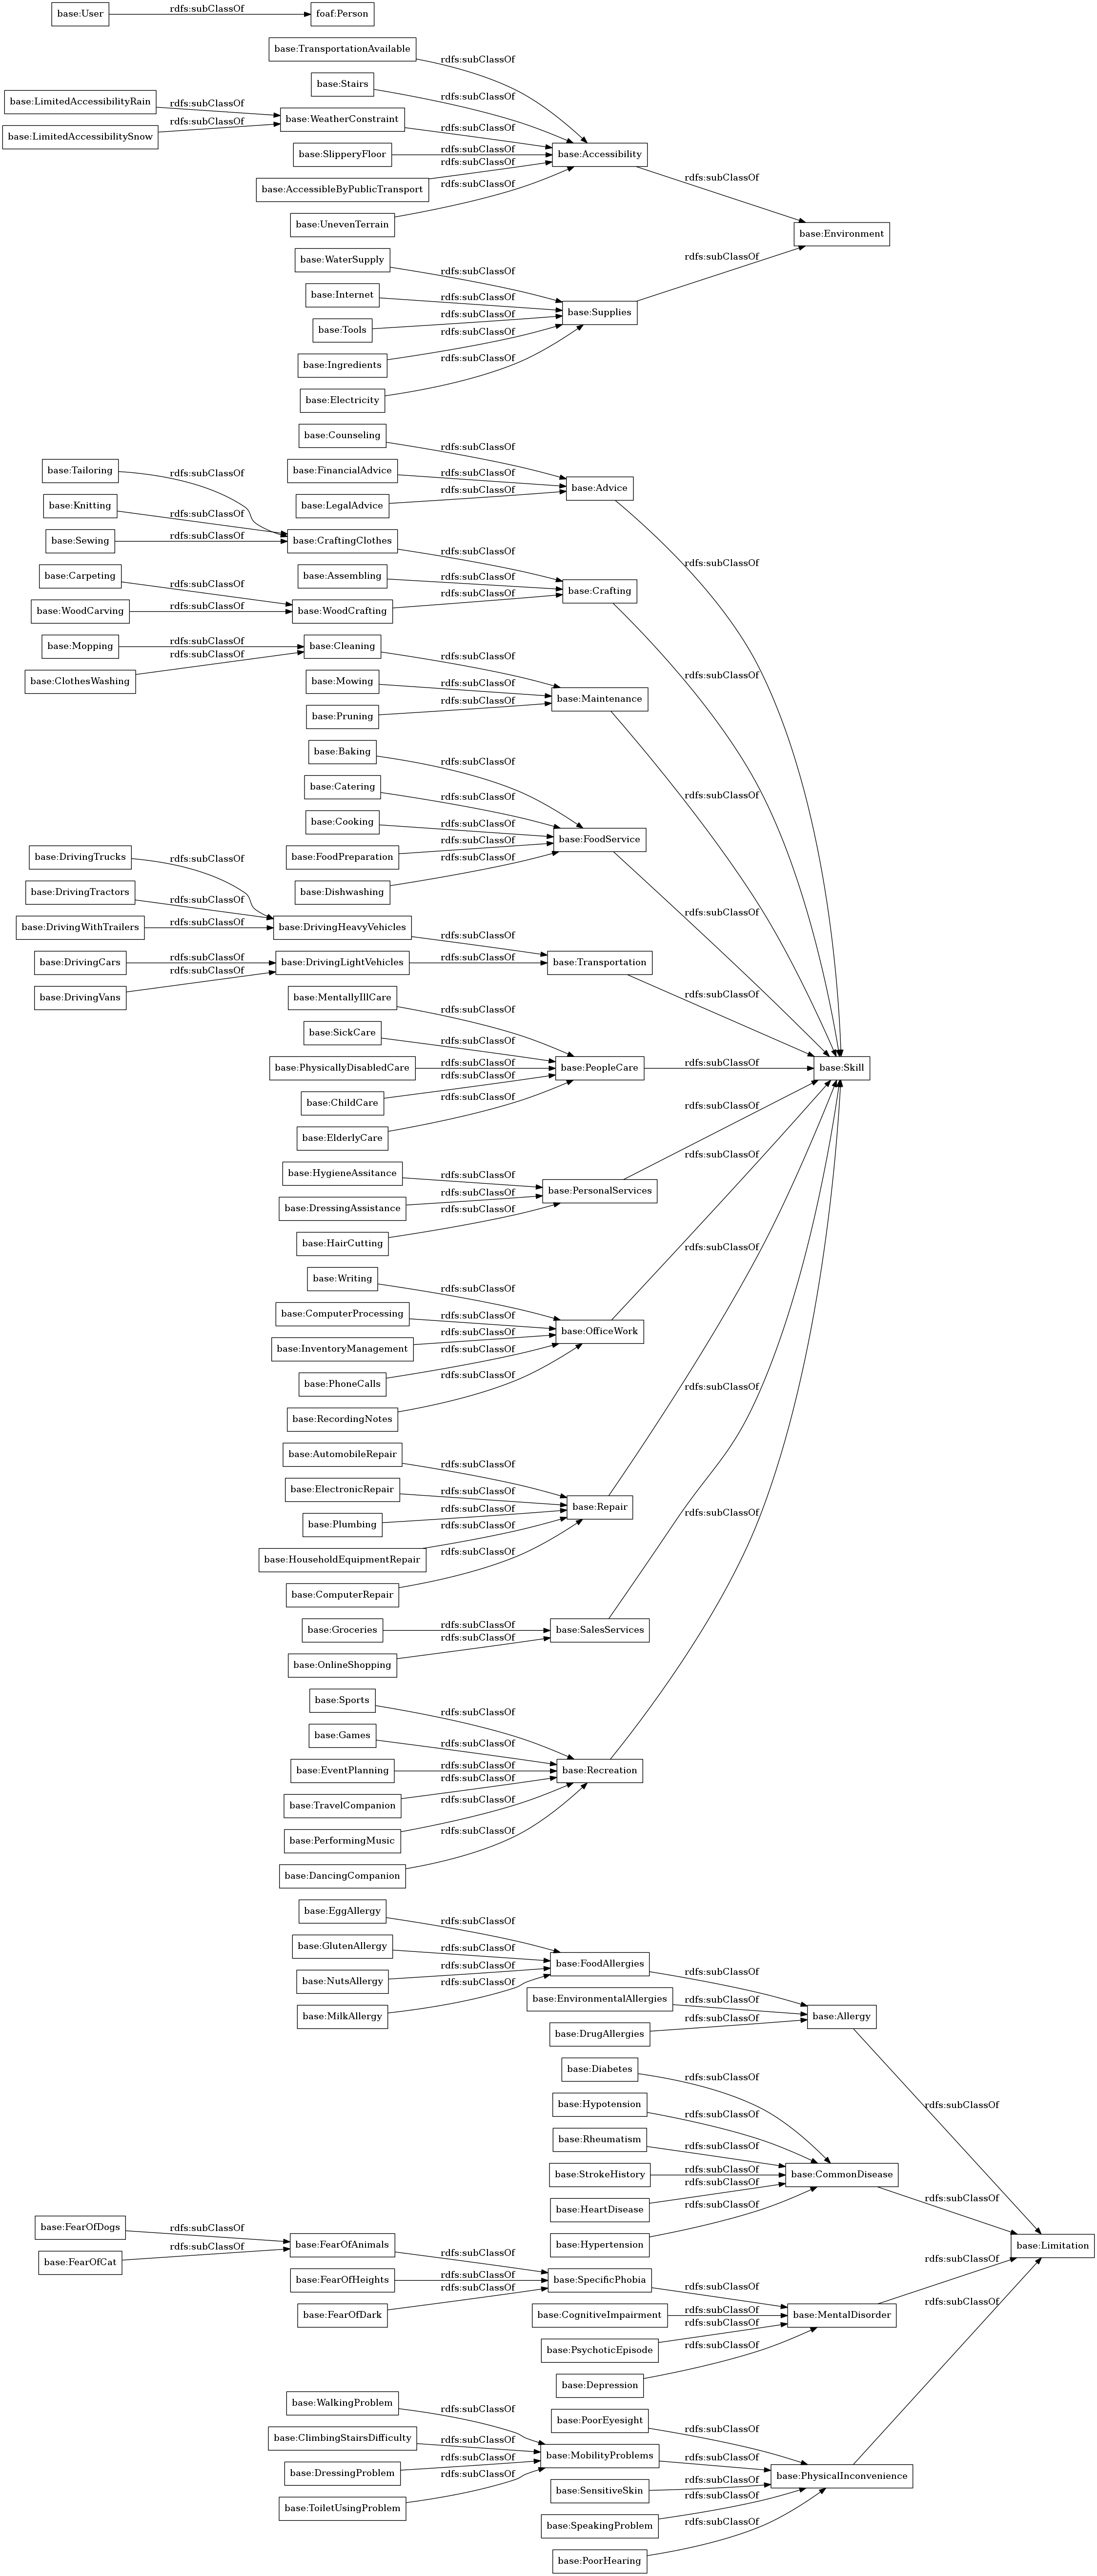 base:User
rdfs:subClassOf
foaf:Person
base:TransportationAvailable
rdfs:subClassOf
base:Stairs
rdfs:subClassOf
base:LimitedAccessibilityRain
rdfs:subClassOf
base:LimitedAccessibilitySnow
rdfs:subClassOf
base:WeatherConstraint
rdfs:subClassOf
base:SlipperyFloor
rdfs:subClassOf
base:AccessibleByPublicTransport
rdfs:subClassOf
base:UnevenTerrain
rdfs:subClassOf
base:Accessibility
rdfs:subClassOf
base:WaterSupply
rdfs:subClassOf
base:Internet
rdfs:subClassOf
base:Tools
rdfs:subClassOf
base:Ingredients
rdfs:subClassOf
base:Electricity
rdfs:subClassOf
base:Supplies
rdfs:subClassOf
base:Environment
base:Counseling
rdfs:subClassOf
base:FinancialAdvice
rdfs:subClassOf
base:LegalAdvice
rdfs:subClassOf
base:Advice
rdfs:subClassOf
base:Tailoring
rdfs:subClassOf
base:Knitting
rdfs:subClassOf
base:Sewing
rdfs:subClassOf
base:CraftingClothes
rdfs:subClassOf
base:Assembling
rdfs:subClassOf
base:Carpeting
rdfs:subClassOf
base:WoodCarving
rdfs:subClassOf
base:WoodCrafting
rdfs:subClassOf
base:Crafting
rdfs:subClassOf
base:Mopping
rdfs:subClassOf
base:ClothesWashing
rdfs:subClassOf
base:Cleaning
rdfs:subClassOf
base:Mowing
rdfs:subClassOf
base:Pruning
rdfs:subClassOf
base:Maintenance
rdfs:subClassOf
base:Baking
rdfs:subClassOf
base:Catering
rdfs:subClassOf
base:Cooking
rdfs:subClassOf
base:FoodPreparation
rdfs:subClassOf
base:Dishwashing
rdfs:subClassOf
base:FoodService
rdfs:subClassOf
base:DrivingTrucks
rdfs:subClassOf
base:DrivingTractors
rdfs:subClassOf
base:DrivingWithTrailers
rdfs:subClassOf
base:DrivingHeavyVehicles
rdfs:subClassOf
base:DrivingCars
rdfs:subClassOf
base:DrivingVans
rdfs:subClassOf
base:DrivingLightVehicles
rdfs:subClassOf
base:Transportation
rdfs:subClassOf
base:MentallyIllCare
rdfs:subClassOf
base:SickCare
rdfs:subClassOf
base:PhysicallyDisabledCare
rdfs:subClassOf
base:ChildCare
rdfs:subClassOf
base:ElderlyCare
rdfs:subClassOf
base:PeopleCare
rdfs:subClassOf
base:Skill
base:HygieneAssitance
rdfs:subClassOf
base:DressingAssistance
rdfs:subClassOf
base:HairCutting
rdfs:subClassOf
base:PersonalServices
rdfs:subClassOf
base:Writing
rdfs:subClassOf
base:ComputerProcessing
rdfs:subClassOf
base:InventoryManagement
rdfs:subClassOf
base:PhoneCalls
rdfs:subClassOf
base:RecordingNotes
rdfs:subClassOf
base:OfficeWork
rdfs:subClassOf
base:AutomobileRepair
rdfs:subClassOf
base:ElectronicRepair
rdfs:subClassOf
base:Plumbing
rdfs:subClassOf
base:HouseholdEquipmentRepair
rdfs:subClassOf
base:ComputerRepair
rdfs:subClassOf
base:Repair
rdfs:subClassOf
base:Groceries
rdfs:subClassOf
base:OnlineShopping
rdfs:subClassOf
base:SalesServices
rdfs:subClassOf
base:Sports
rdfs:subClassOf
base:Games
rdfs:subClassOf
base:EventPlanning
rdfs:subClassOf
base:TravelCompanion
rdfs:subClassOf
base:PerformingMusic
rdfs:subClassOf
base:DancingCompanion
rdfs:subClassOf
base:Recreation
rdfs:subClassOf
base:EggAllergy
rdfs:subClassOf
base:GlutenAllergy
rdfs:subClassOf
base:NutsAllergy
rdfs:subClassOf
base:MilkAllergy
rdfs:subClassOf
base:FoodAllergies
rdfs:subClassOf
base:EnvironmentalAllergies
rdfs:subClassOf
base:DrugAllergies
rdfs:subClassOf
base:Allergy
rdfs:subClassOf
base:Diabetes
rdfs:subClassOf
base:Hypotension
rdfs:subClassOf
base:Rheumatism
rdfs:subClassOf
base:StrokeHistory
rdfs:subClassOf
base:HeartDisease
rdfs:subClassOf
base:Hypertension
rdfs:subClassOf
base:CommonDisease
rdfs:subClassOf
base:Limitation
base:FearOfDogs
rdfs:subClassOf
base:FearOfCat
rdfs:subClassOf
base:FearOfAnimals
rdfs:subClassOf
base:FearOfHeights
rdfs:subClassOf
base:FearOfDark
rdfs:subClassOf
base:SpecificPhobia
rdfs:subClassOf
base:CognitiveImpairment
rdfs:subClassOf
base:PsychoticEpisode
rdfs:subClassOf
base:Depression
rdfs:subClassOf
base:MentalDisorder
rdfs:subClassOf
base:WalkingProblem
rdfs:subClassOf
base:ClimbingStairsDifficulty
rdfs:subClassOf
base:DressingProblem
rdfs:subClassOf
base:ToiletUsingProblem
rdfs:subClassOf
base:PoorEyesight
rdfs:subClassOf
base:MobilityProblems
rdfs:subClassOf
base:SensitiveSkin
rdfs:subClassOf
base:SpeakingProblem
rdfs:subClassOf
base:PoorHearing
rdfs:subClassOf
base:PhysicalInconvenience
rdfs:subClassOf